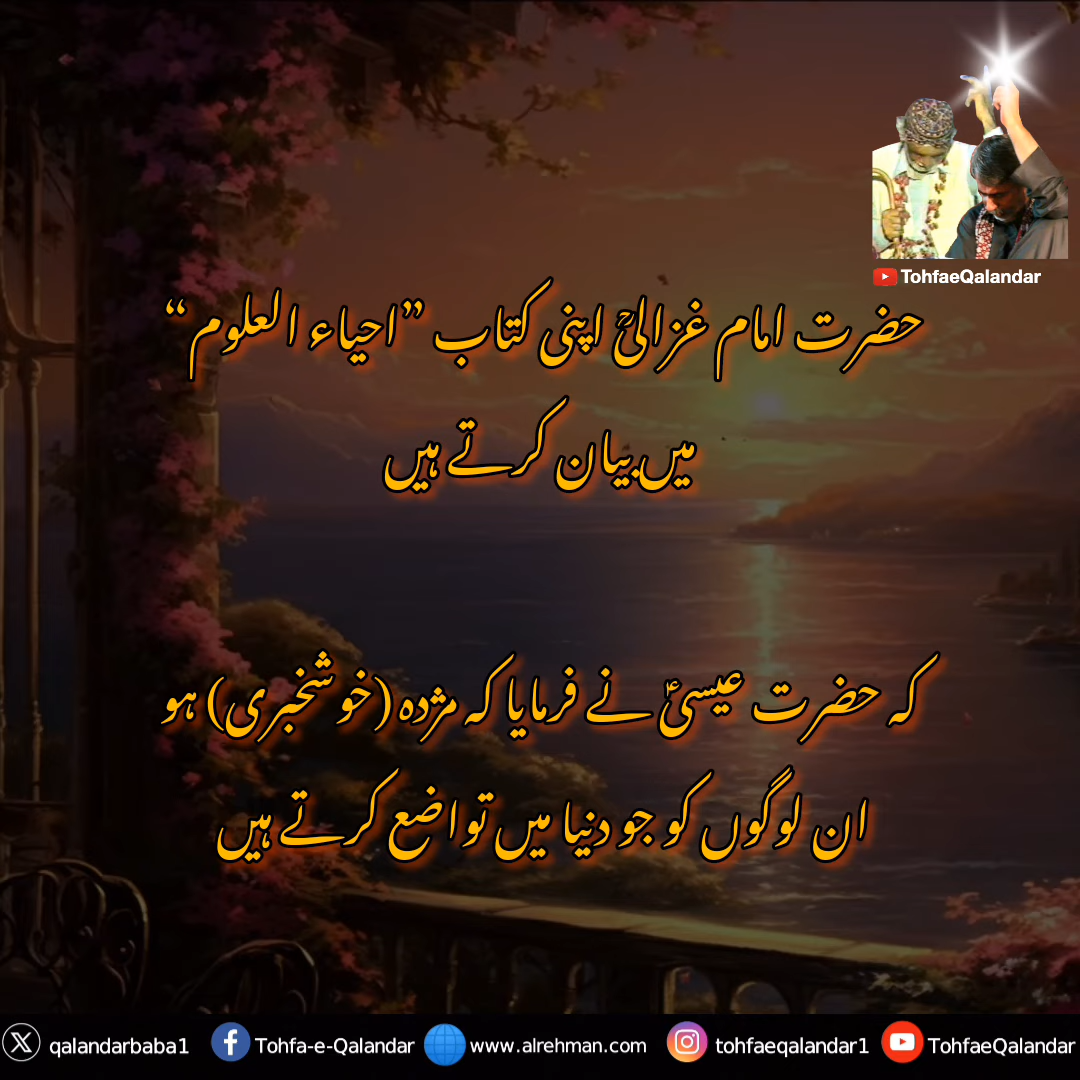 TohfaeQalandar
حضرت امام غزالیؒ اپنی کتاب ”احیاء العلوم“
میں بیان کرتے ہیں
کہ حضرت عیسیٰؑ نے فرمایا کہ مژدہ (خوشخبری) ہو
ان لوگوں کو جو دنیا میں تواضع کرتے ہیں
qalandarbaba1 Tohfa-e-Qalandar www.alrehman.com tohfaeqalandar1 TohfaeQalandar